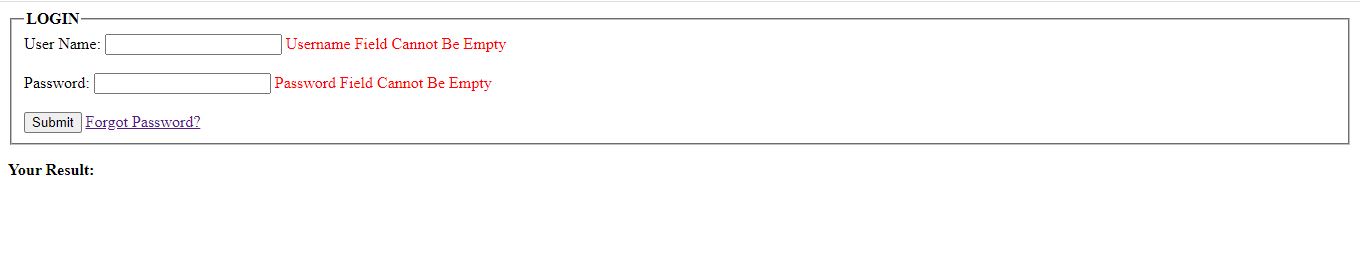 LOGIN
User Name: Username Field Cannot Be Empty
Password: Password Field Cannot Be Empty
Submit Forgot Password?
Your Result: